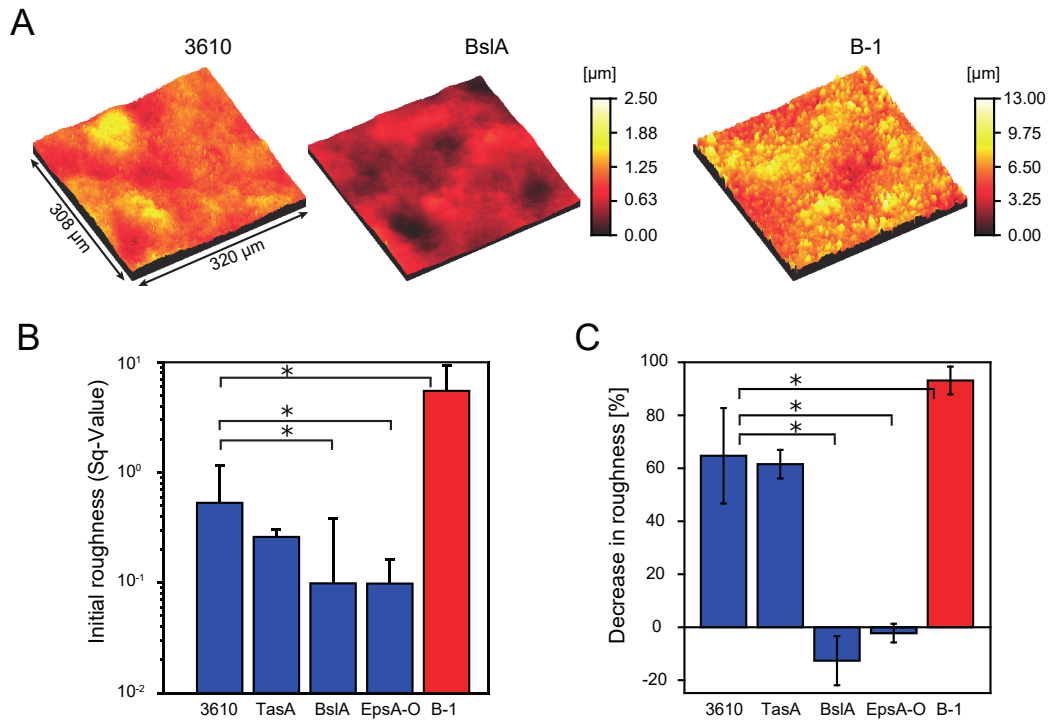 A
3610
BslA
B-1
[µm]
2.50
1.88
1.25
0.63
0.00
[µm]
13.00
9.75
6.50
3.25
0.00
308 µm
320 µm
B
Initial roughness (Sq-Value)
10¹
10⁰
10⁻¹
10⁻²
*
*
*
3610 TasA BslA EpsA-O B-1
C
Decrease in roughness [%]
100
80
60
40
20
0
-20
*
*
*
3610 TasA BslA EpsA-O B-1